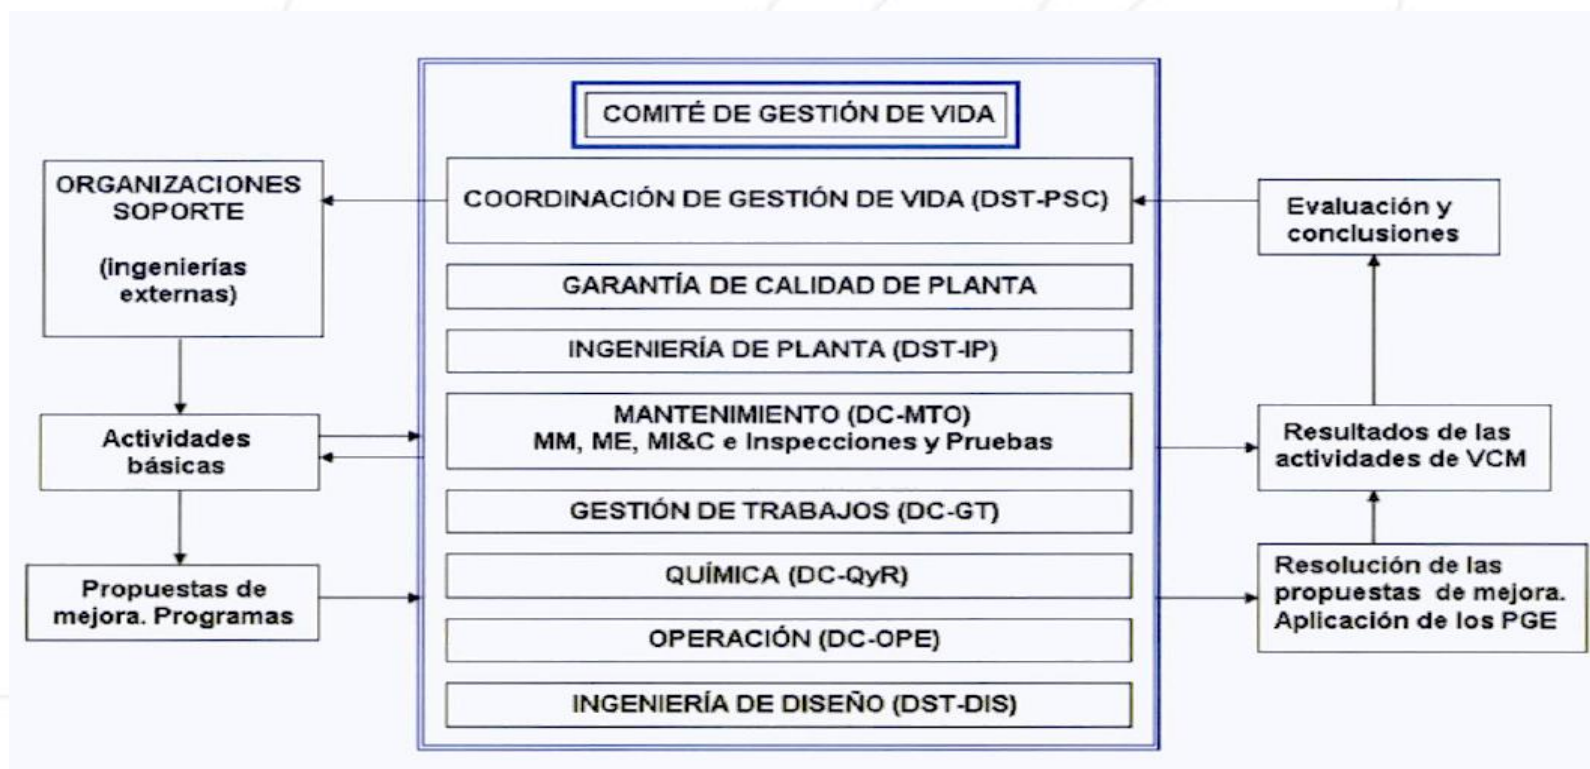 COMITÉ DE GESTIÓN DE VIDA
ORGANIZACIONES
SOPORTE
(ingenierías
externas)
Actividades
básicas
Propuestas de
mejora. Programas
COORDINACIÓN DE GESTIÓN DE VIDA (DST-PSC)
GARANTÍA DE CALIDAD DE PLANTA
INGENIERÍA DE PLANTA (DST-IP)
MANTENIMIENTO (DC-MTO)
MM, ME, MI&C e Inspecciones y Pruebas
GESTIÓN DE TRABAJOS (DC-GT)
QUÍMICA (DC-QyR)
OPERACIÓN (DC-OPE)
INGENIERÍA DE DISEÑO (DST-DIS)
Evaluación y
conclusiones
Resultados de las
actividades de VCM
Resolución de las
propuestas de mejora.
Aplicación de los PGE